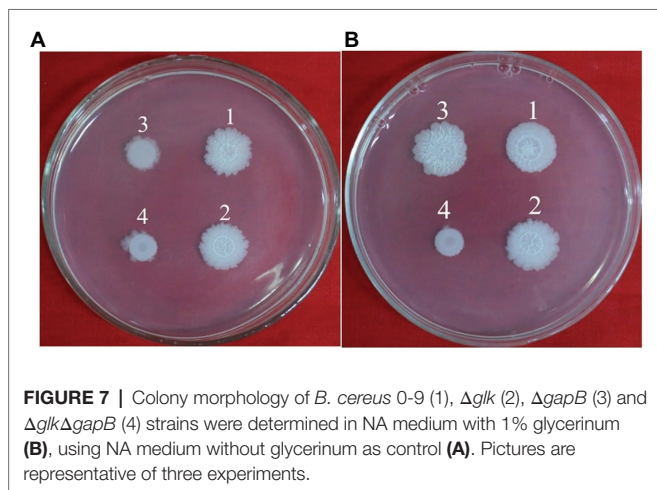 A
B
3 1
4 2
3 1
4 2
FIGURE 7 | Colony morphology of B. cereus 0-9 (1), Δglk (2), ΔgapB (3) and
ΔglkΔgapB (4) strains were determined in NA medium with 1% glycerinum
(B), using NA medium without glycerinum as control (A). Pictures are
representative of three experiments.